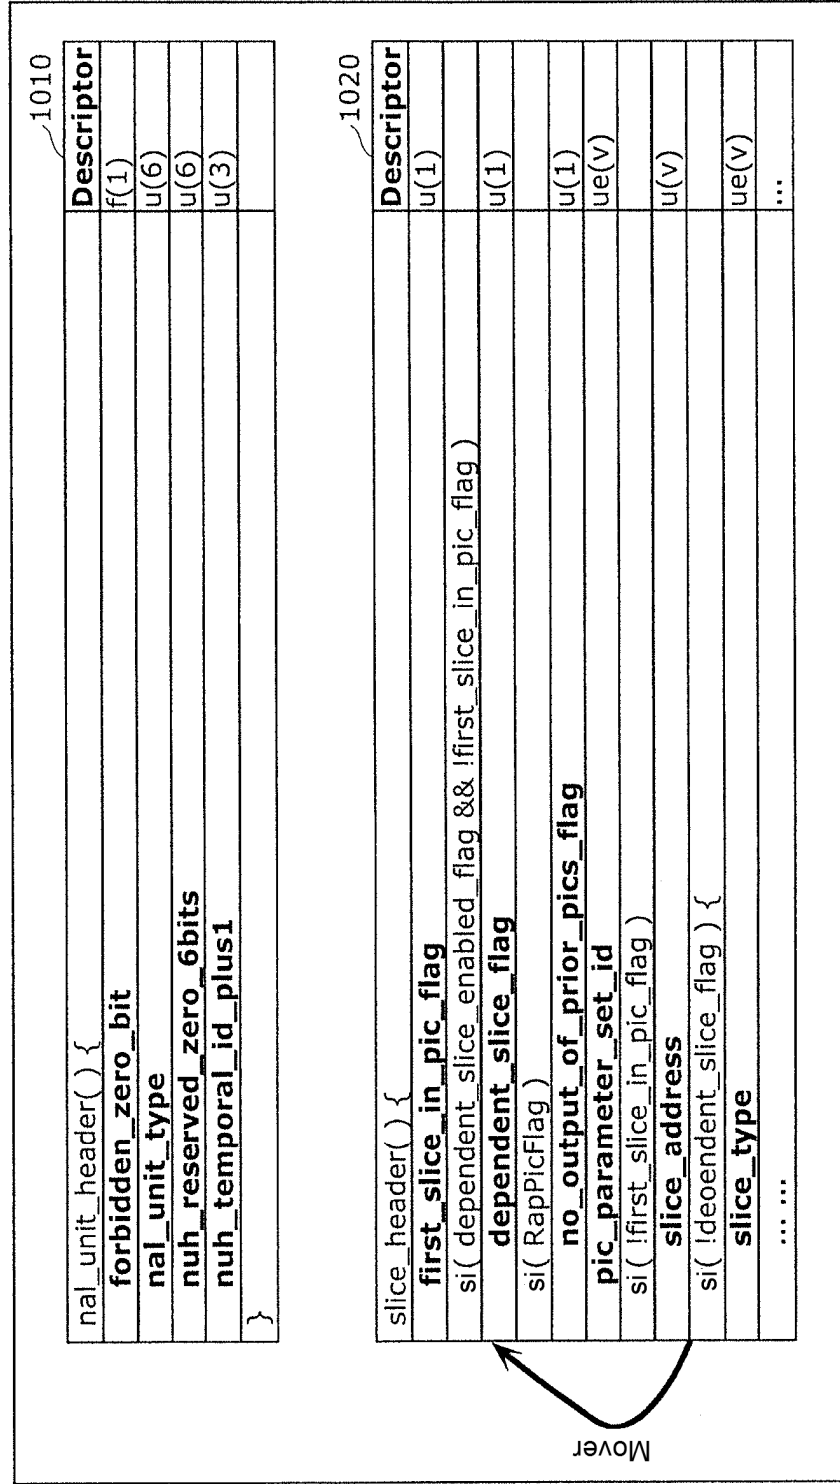 1010
nal_unit_header( ) { Descriptor
forbidden_zero_bit f(1)
nal_unit_type u(6)
nuh_reserved_zero_6bits u(6)
nuh_temporal_id_plus1 u(3)
}
1020
slice_header( ) { Descriptor
first_slice_in_pic_flag u(1)
si( dependent_slice_enabled_flag && !first_slice_in_pic_flag )
dependent_slice_flag u(1)
si( RapPicFlag )
no_output_of_prior_pics_flag u(1)
pic_parameter_set_id ue(v)
si( !first_slice_in_pic_flag )
slice_address u(v)
si( !deoendent_slice_flag ) {
slice_type ue(v)
... ... ...
Mover